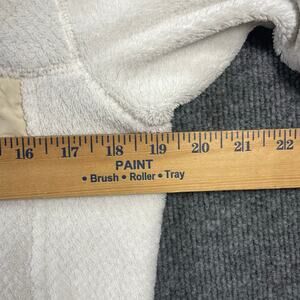 16 17 18 19 20 21 22
PAINT
• Brush • Roller • Tray